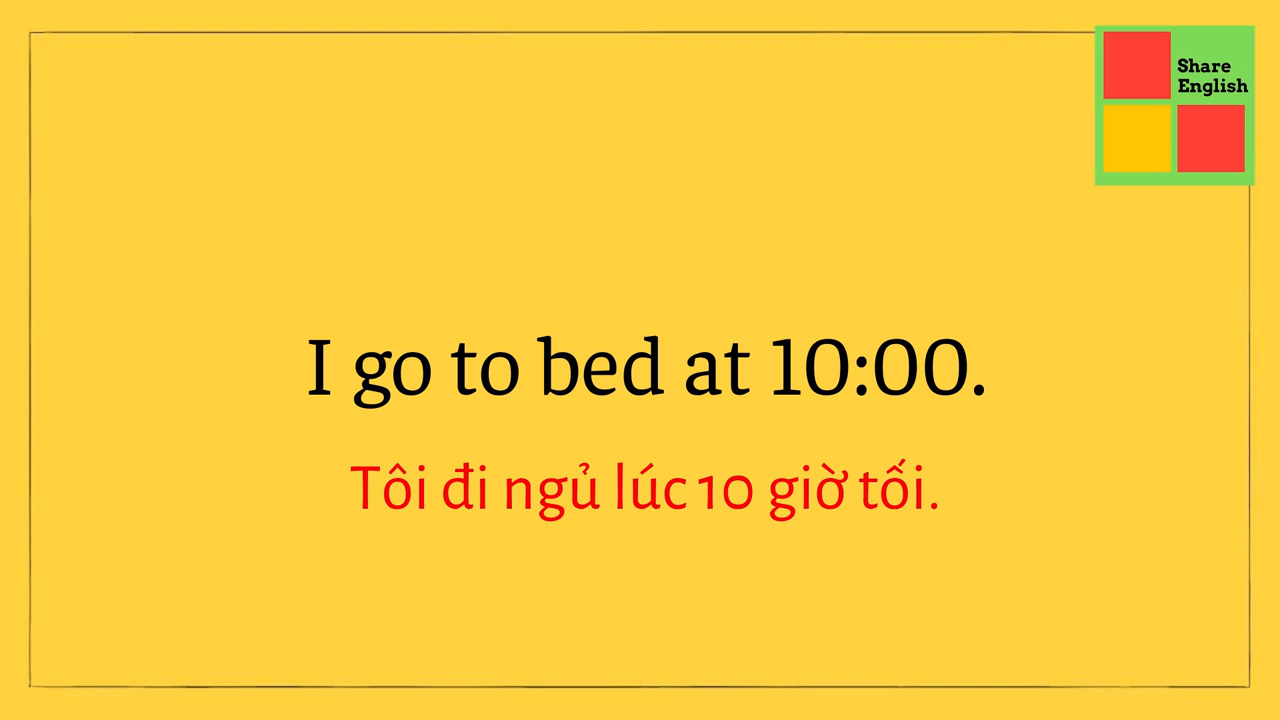 Share
English
I go to bed at 10:00.
Tôi đi ngủ lúc 10 giờ tối.